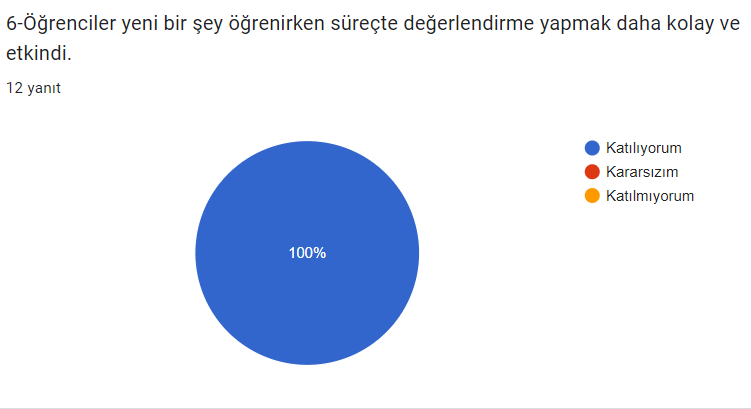 6-Öğrenciler yeni bir şey öğrenirken süreçte değerlendirme yapmak daha kolay ve
etkindi.
12 yanıt
Katılıyorum
Kararsızım
Katılmıyorum
100%